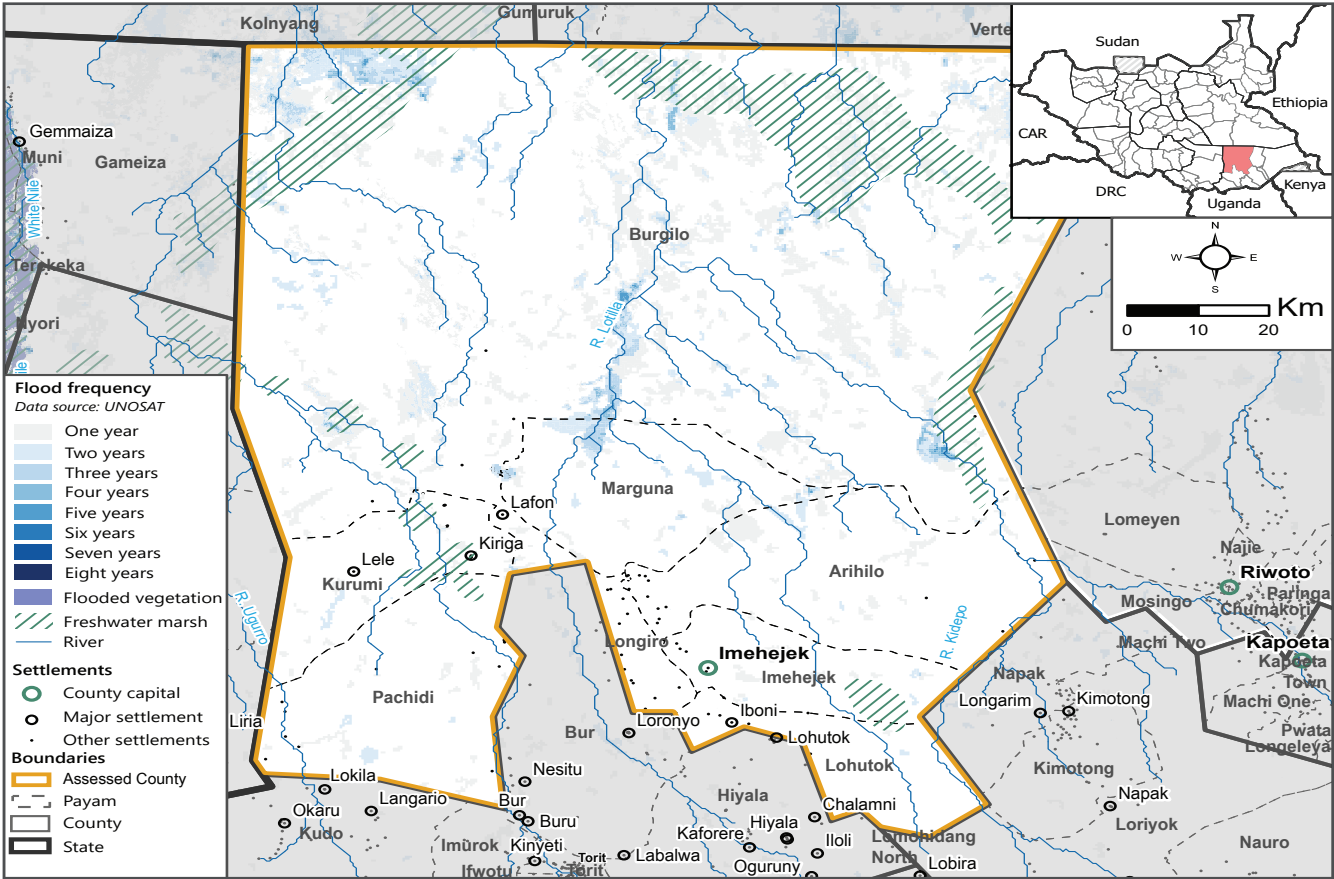 Kolnyang
Gumuruk
Verte
Sudan
Ethiopia
CAR
DRC
Kenya
Uganda
Gemmaiza
Muni
Gameiza
White Nile
Terekeka
Nyori
ile
Burgilo
R. Lotilla
N
W
E
S
Km
0
10
20
Flood frequency
Data source: UNOSAT
One year
Two years
Three years
Four years
Five years
Six years
Seven years
Eight years
Flooded vegetation
Freshwater marsh
River
Settlements
County capital
Major settlement
Other settlements
Boundaries
Assessed County
Payam
County
State
Marguna
Lafon
Kiriga
Lele
Kurumi
Arihilo
R. Ugurro
R. Kidepo
Longiro
Imehejek
Imehejek
Pachidi
Liria
Bur
Loronyo
Iboni
Lohutok
Lohutok
Lomeyen
Najie
Riwoto
Paringa
Chumakori
Mosingo
Machi Two
Kapoeta
Kapoeta
Town
Machi One
Pwata
Longeleya
Napak
Longarim
Kimotong
Kimotong
Napak
Loriyok
Nauro
Lokila
Langario
Okaru
Kudo
Nesitu
Bur
Buru
Imurok
Kinyeti
Ifwotu
Torit
Torit
Labalwa
Hiyala
Chalamni
Hiyala
Kaforere
Iloli
Oguruny
Lomohidang
North
Lobira